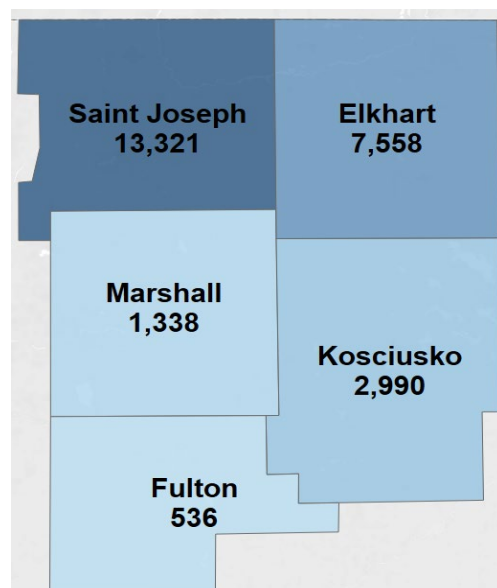 Saint Joseph
13,321
Elkhart
7,558
Marshall
1,338
Kosciusko
2,990
Fulton
536